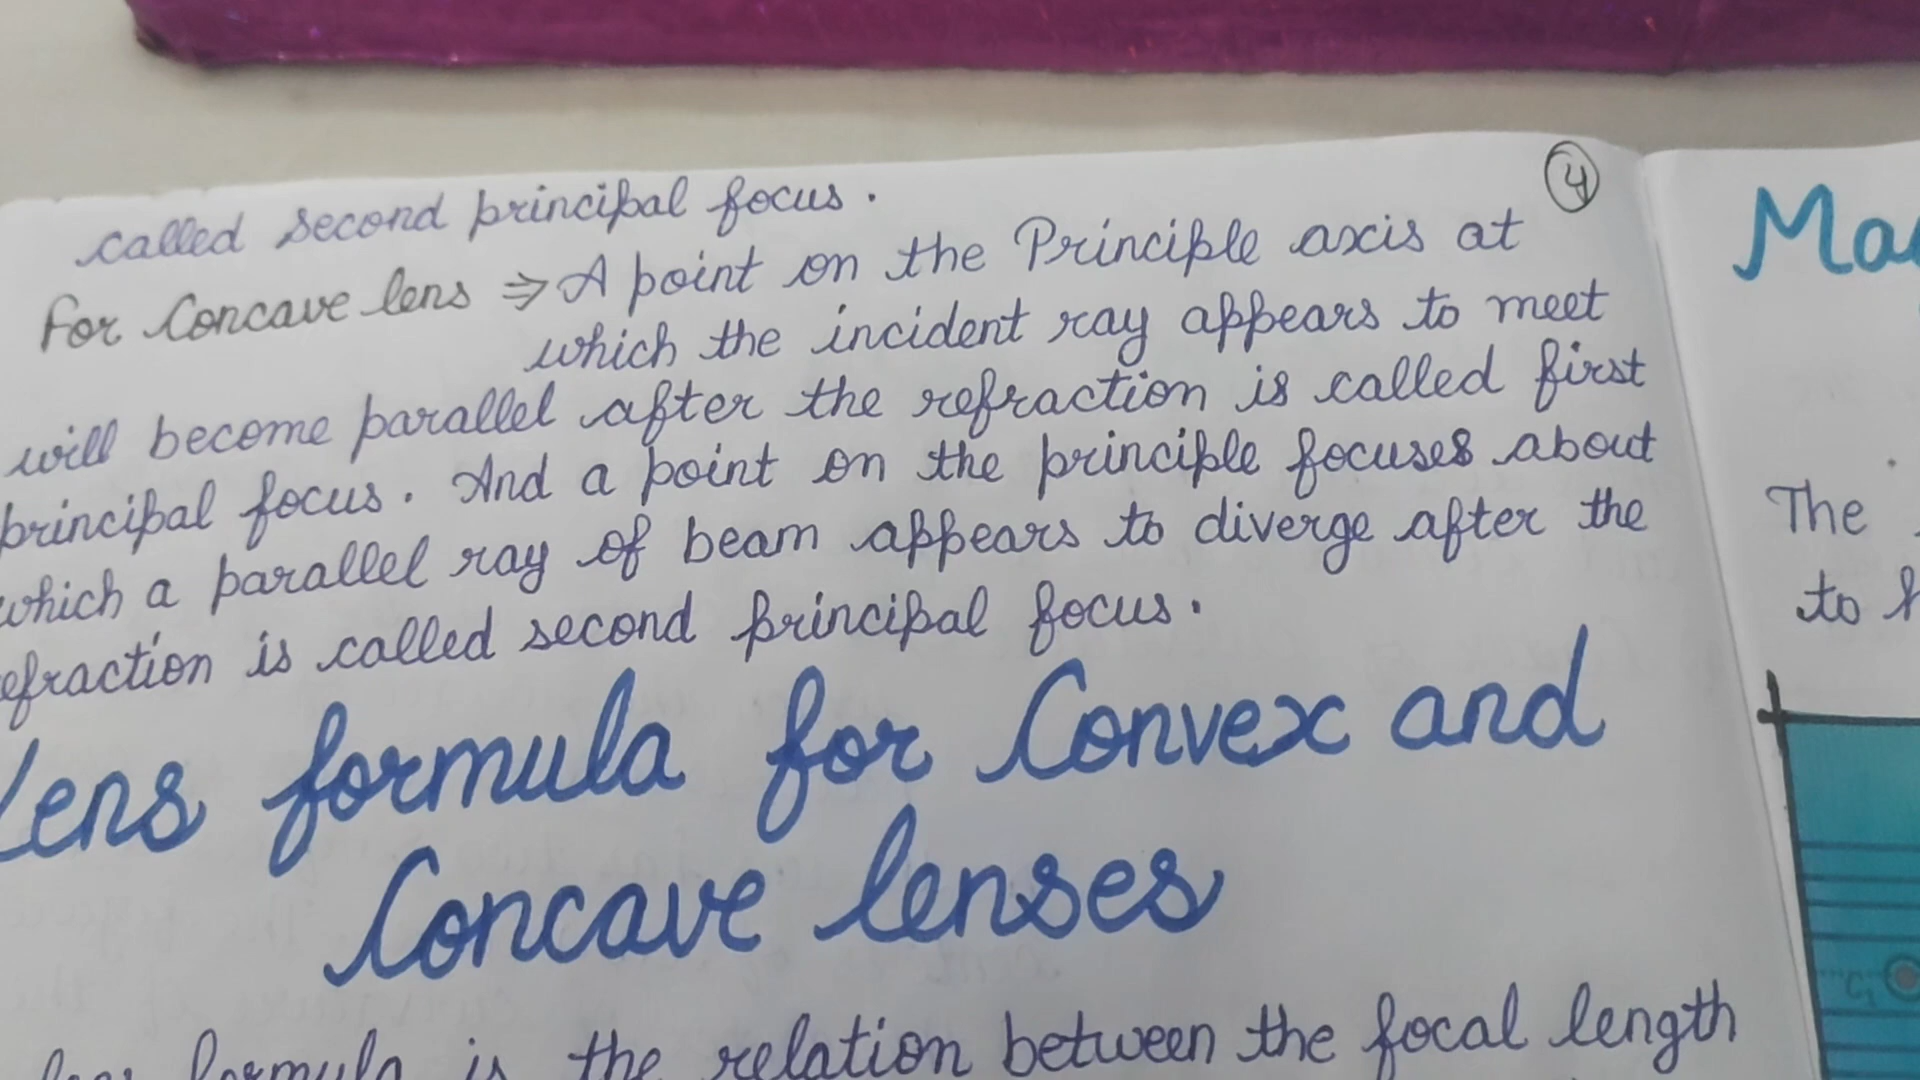 4
called second principal focus.
For Concave lens ⇒ A point on the Principle axis at
which the incident ray appears to meet
will become parallel after the refraction is called first
principal focus. And a point on the principle focuses about
which a parallel ray of beam appears to diverge after the
efraction is called second principal focus.
Lens formula for Convex and
Concave lenses
formula is the relation between the focal length
Ma
The
to
C1